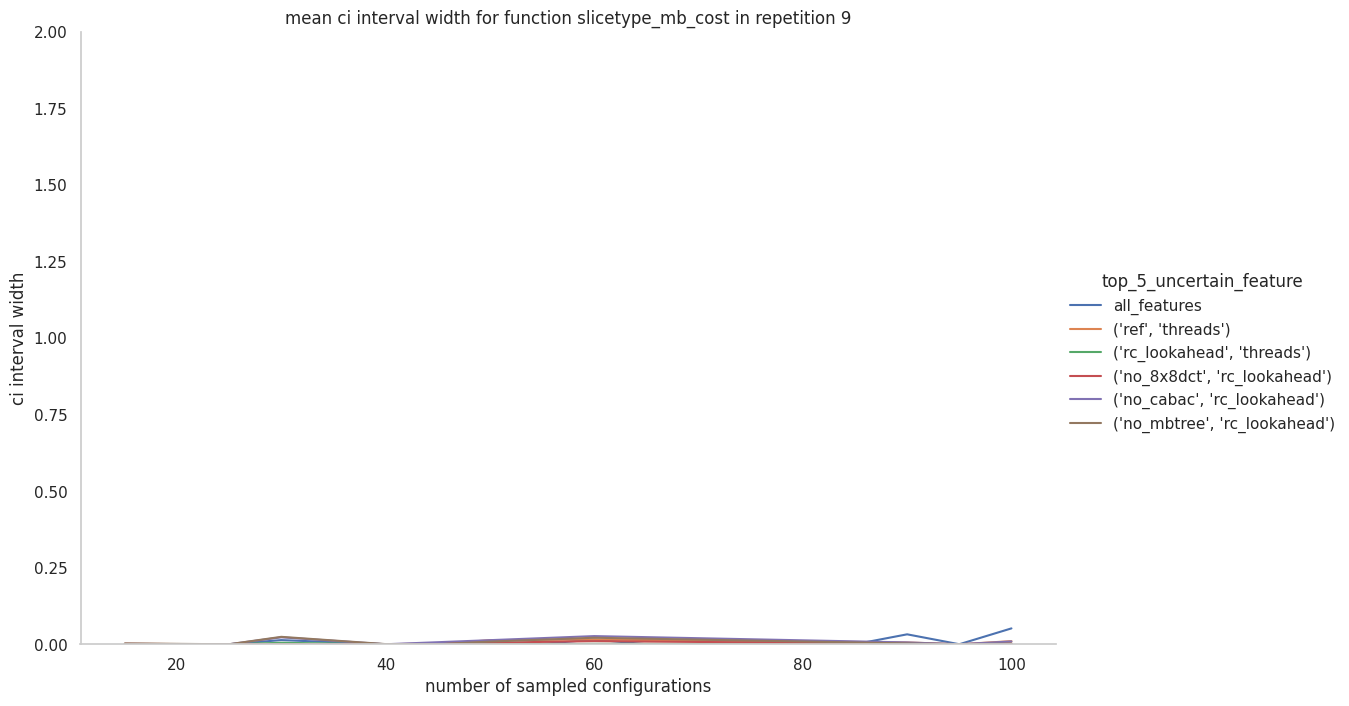 mean ci interval width for function slicetype_mb_cost in repetition 9
2.00
1.75
1.50
1.25
1.00
0.75
0.50
0.25
0.00
ci interval width
20
40
60
80
100
number of sampled configurations
top_5_uncertain_feature
all_features
('ref', 'threads')
('rc_lookahead', 'threads')
('no_8x8dct', 'rc_lookahead')
('no_cabac', 'rc_lookahead')
('no_mbtree', 'rc_lookahead')